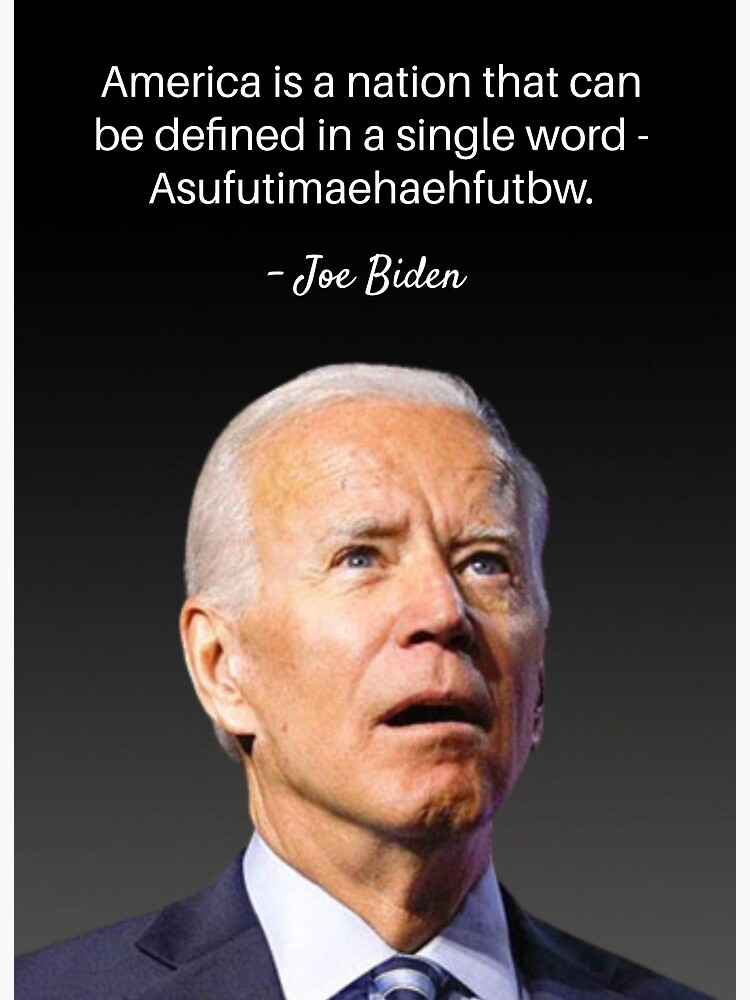 America is a nation that can
be defined in a single word -
Asufutimaehaehfutbw.
- Joe Biden